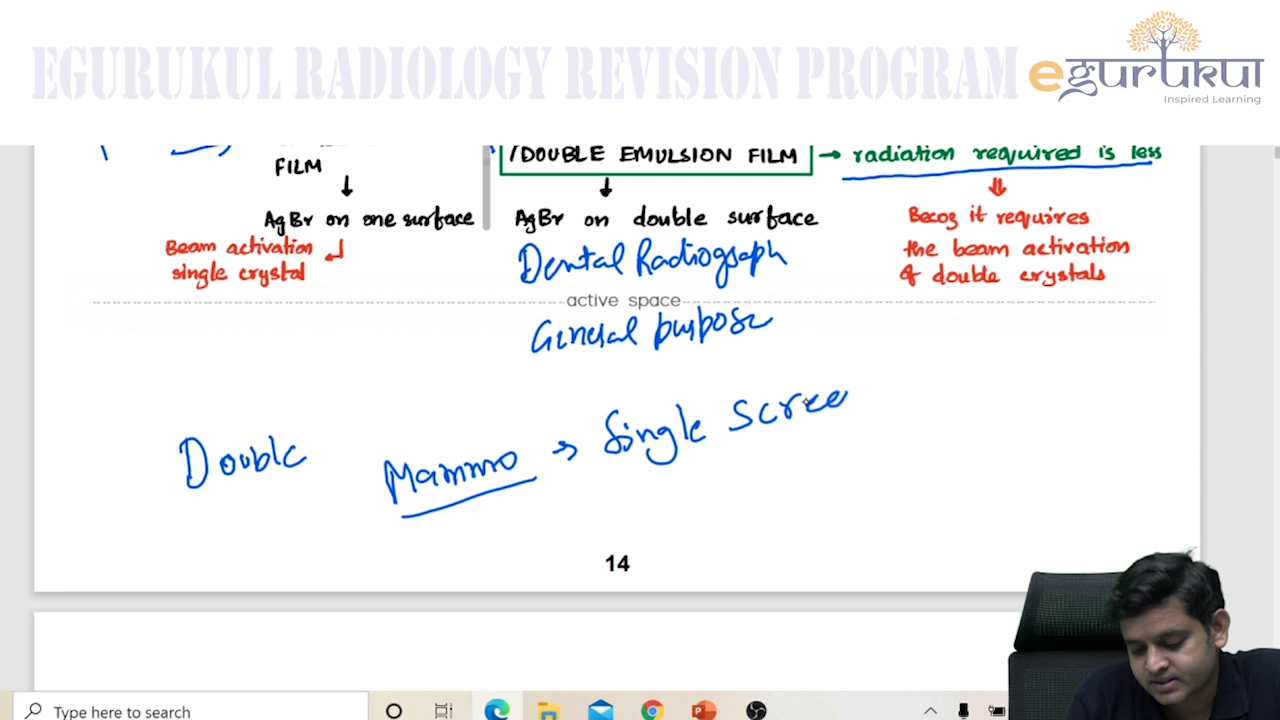 EGURUKUL RADIOLOGY REVISION PROGRAM
egurukul
Inspired Learning
FILM
AgBr on one surface
Beam activation
single crystal
/DOUBLE EMULSION FILM → radiation required is less
AgBr on double surface
Dental Radiograph
Becoz it requires
the beam activation
of double crystals
active space
General purpose
Double
Mammo → Single Scree
14
Type here to search